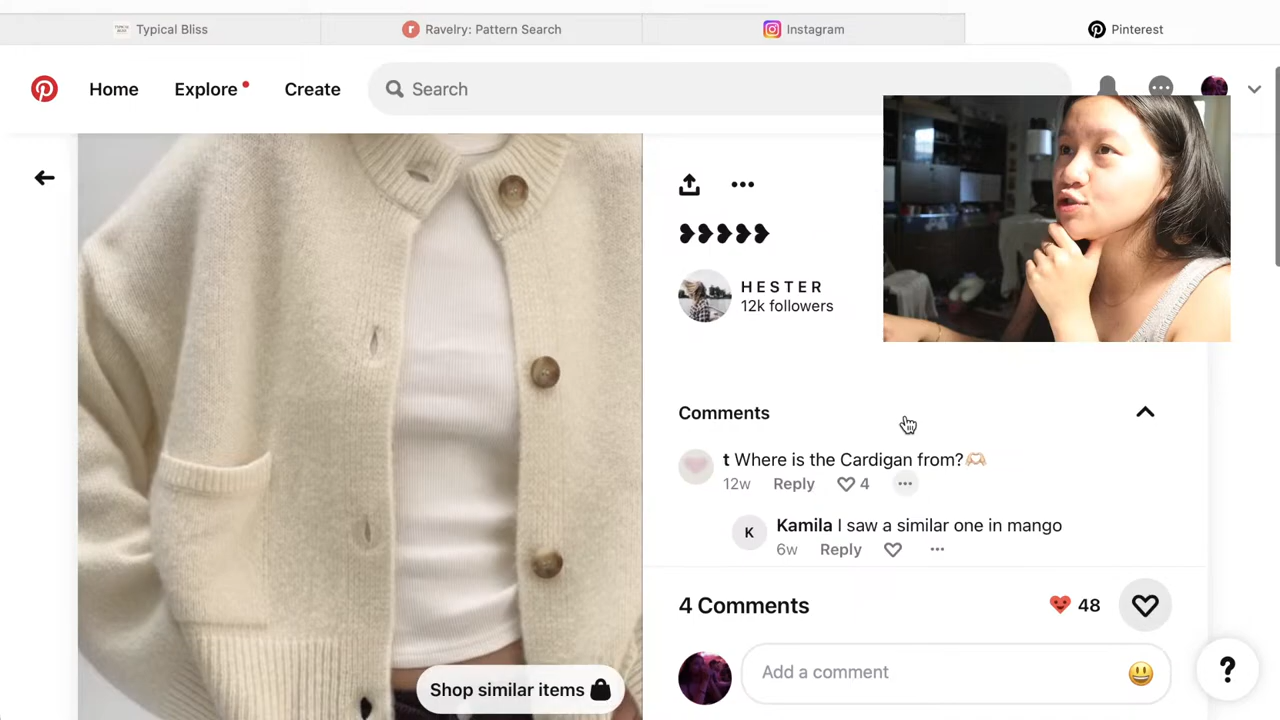 Typical Bliss
Ravelry: Pattern Search
Instagram
Pinterest
Home
Explore
Create
Search
H E S T E R
12k followers
Comments
t Where is the Cardigan from?🫶🏻
12w Reply 4
K
Kamila I saw a similar one in mango
6w Reply
4 Comments
48
Add a comment
Shop similar items
?